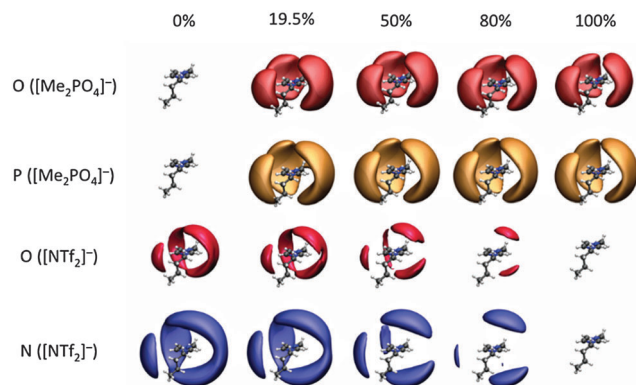 0% 19.5% 50% 80% 100%
O ([Me₂PO₄]⁻)
P ([Me₂PO₄]⁻)
O ([NTf₂]⁻)
N ([NTf₂]⁻)